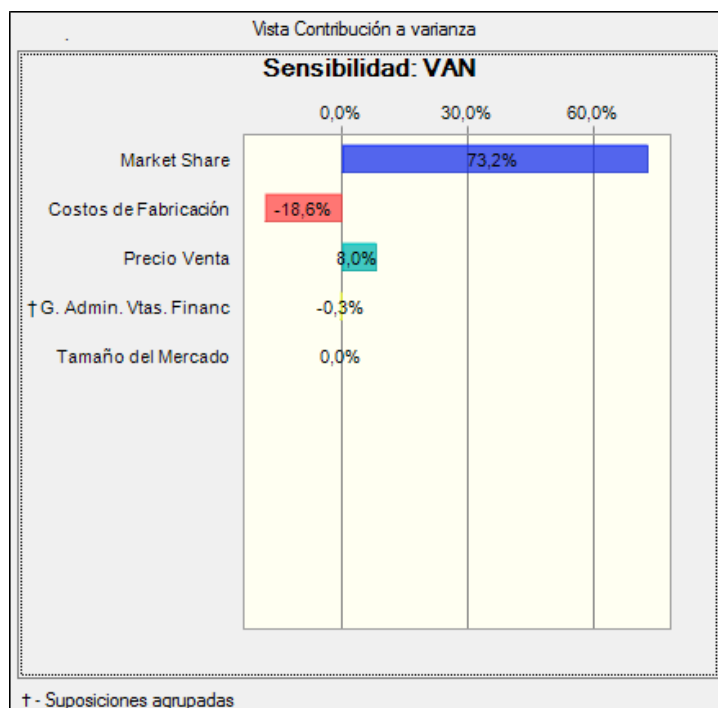 Vista Contribución a varianza
Sensibilidad: VAN
0,0% 30,0% 60,0%
Market Share 73,2%
Costos de Fabricación -18,6%
Precio Venta 8,0%
† G. Admin. Vtas. Financ -0,3%
Tamaño del Mercado 0,0%
† - Suposiciones agrupadas